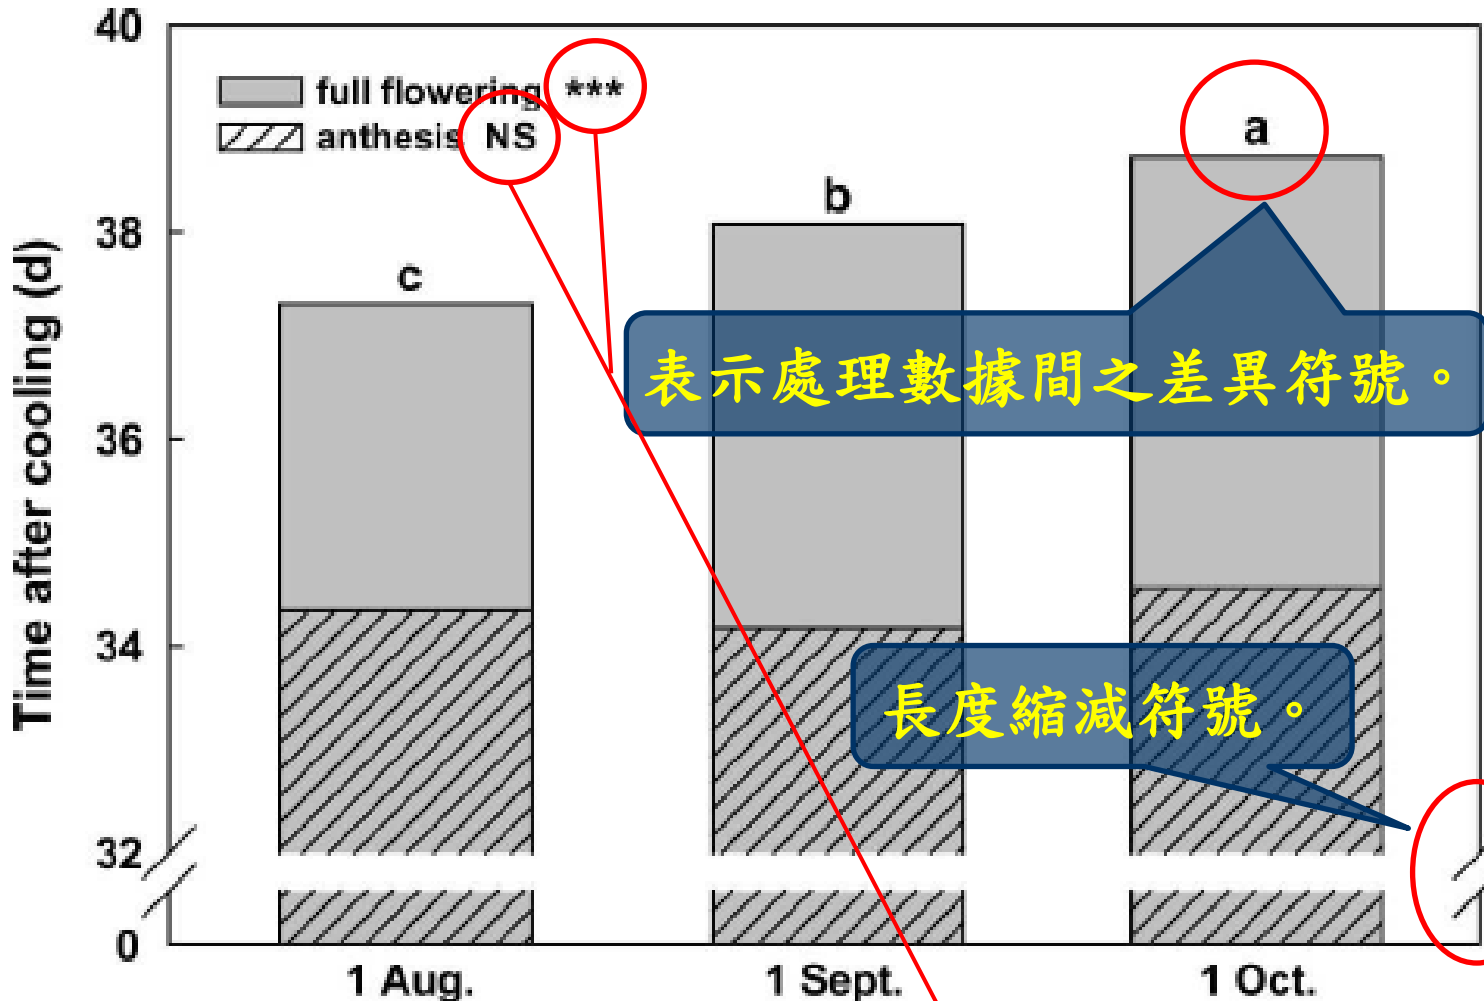 40
full flowering ***
anthesis NS
a
b
38
c
Time after cooling (d)
表示處理數據間之差異符號。
36
34
長度縮減符號。
32
0
1 Aug.
1 Sept.
1 Oct.